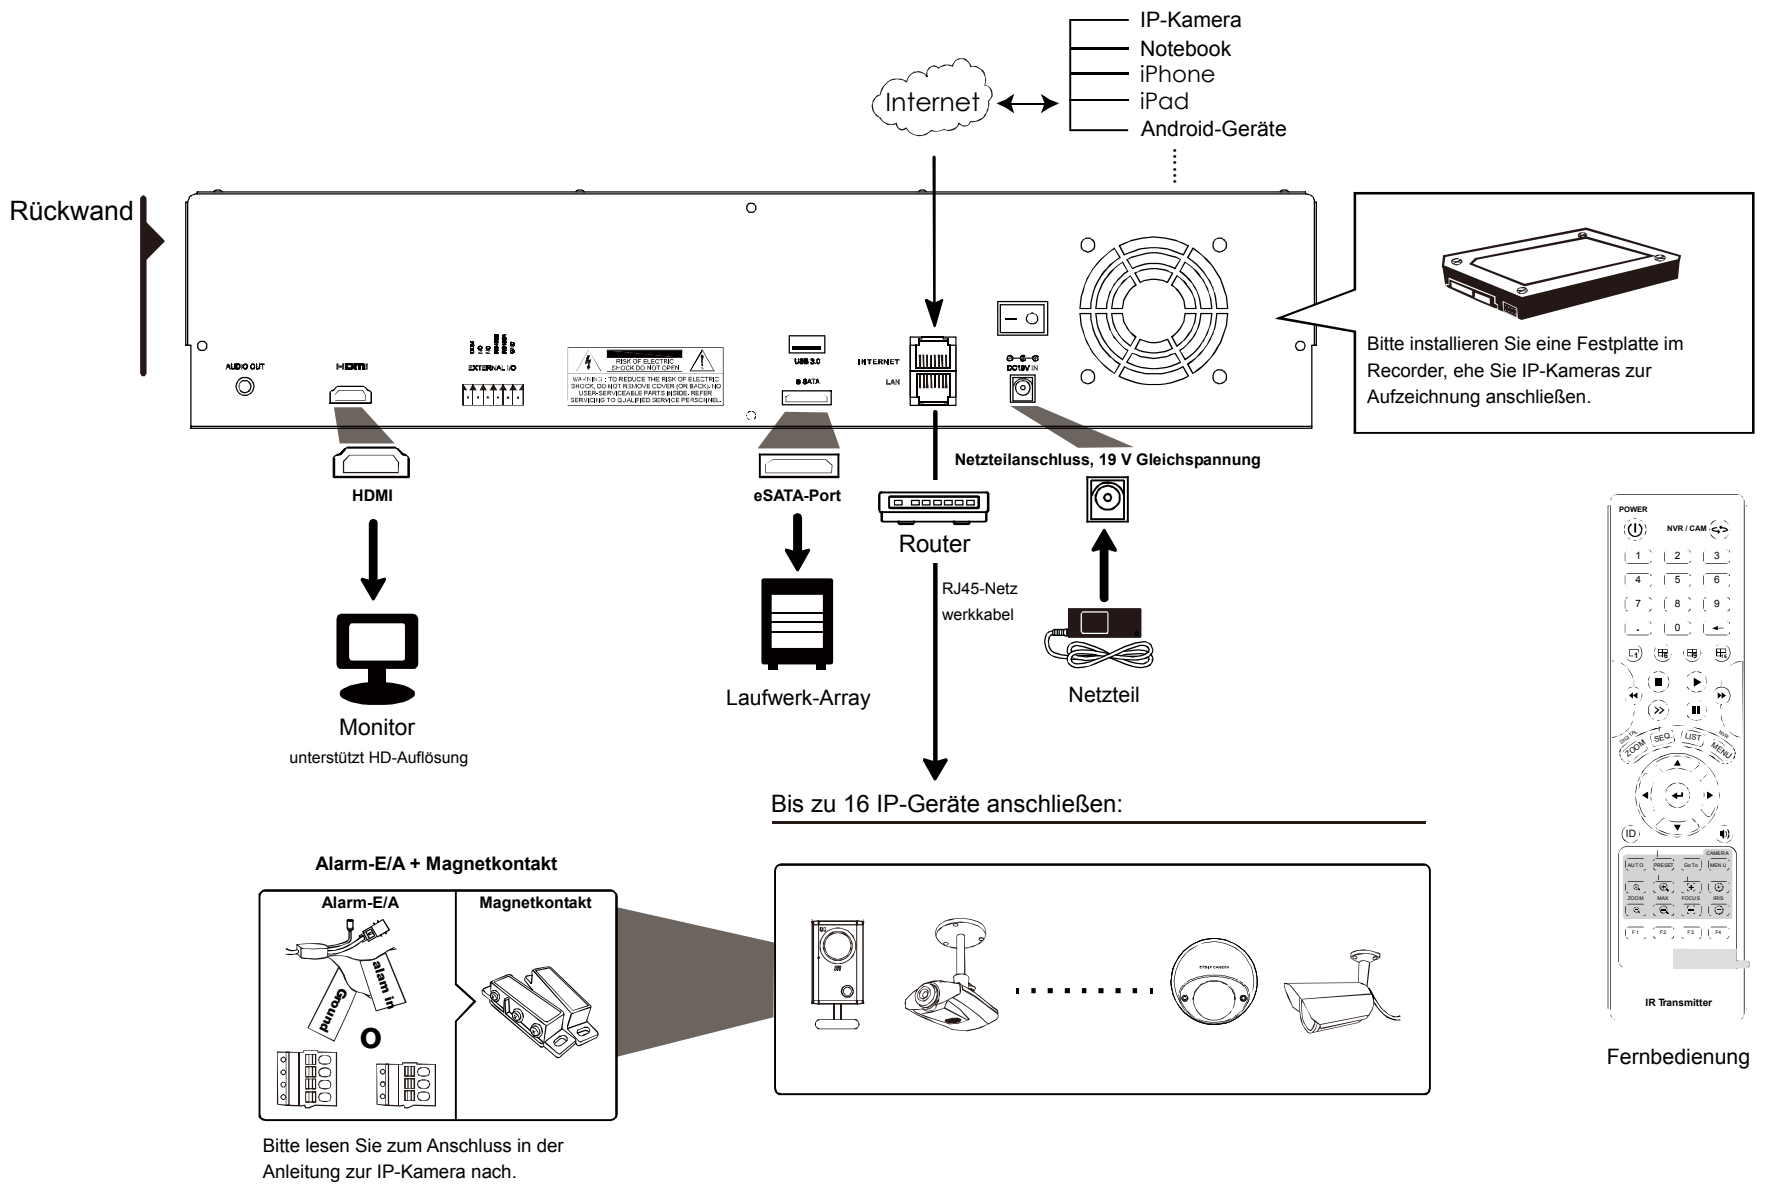 IP-Kamera
Notebook
iPhone
iPad
Android-Geräte
Internet
Rückwand
AUDIO OUT
HDMI
EXTERNAL I/O
RISK OF ELECTRIC
SHOCK DO NOT OPEN
WARNING : TO REDUCE THE RISK OF ELECTRIC
SHOCK, DO NOT REMOVE COVER (OR BACK). NO
USER-SERVICEABLE PARTS INSIDE. REFER
SERVICING TO QUALIFIED SERVICE PERSONNEL.
USB 3.0
e SATA
INTERNET
LAN
DC19V IN
Bitte installieren Sie eine Festplatte im
Recorder, ehe Sie IP-Kameras zur
Aufzeichnung anschließen.
HDMI
eSATA-Port
Netzteilanschluss, 19 V Gleichspannung
Router
RJ45-Netz
werkkabel
Monitor
unterstützt HD-Auflösung
Laufwerk-Array
Netzteil
Bis zu 16 IP-Geräte anschließen:
Alarm-E/A + Magnetkontakt
Alarm-E/A
Magnetkontakt
alam in
Ground
O
Bitte lesen Sie zum Anschluss in der
Anleitung zur IP-Kamera nach.
POWER
NVR / CAM
1 2 3
4 5 6
7 8 9
0
DIGITAL
ZOOM
SEQ
LIST
NVR
MENU
ID
CAMERA
AUTO PRESET GoTo MENU
ZOOM MAX FOCUS IRIS
F1 F2 F3 F4
IR Transmitter
Fernbedienung